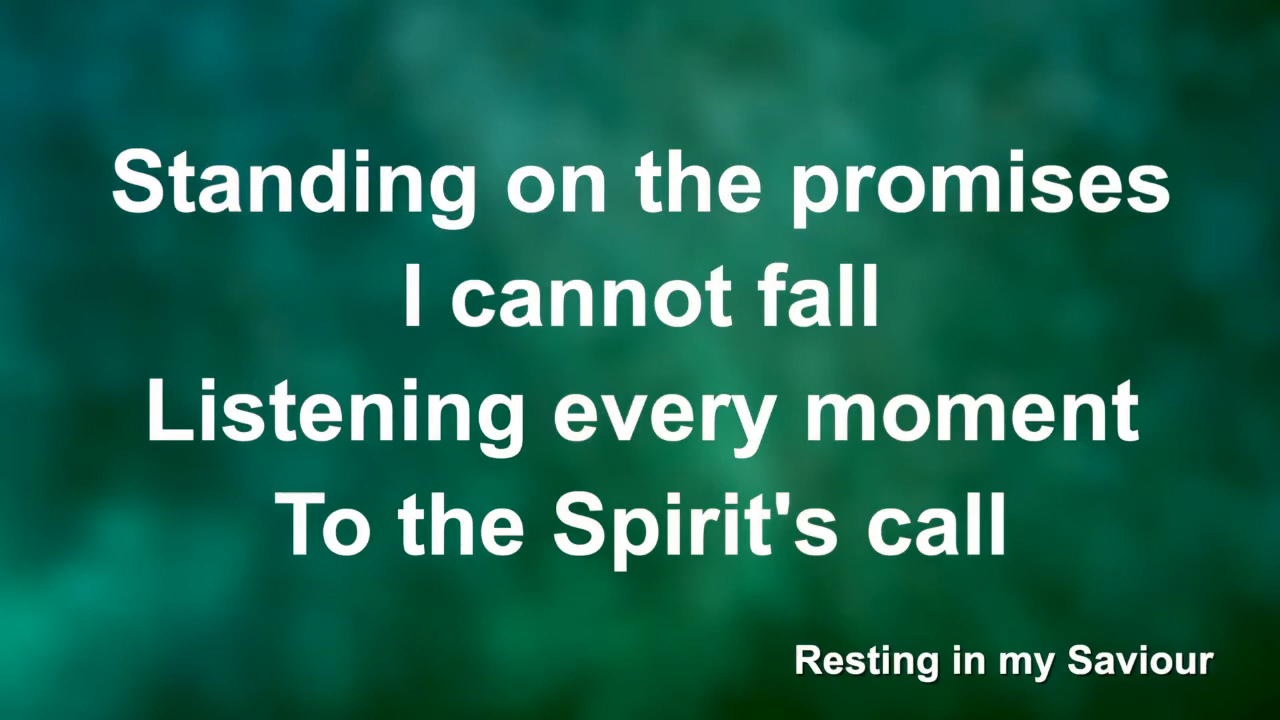 Standing on the promises
I cannot fall
Listening every moment
To the Spirit's call
Resting in my Saviour